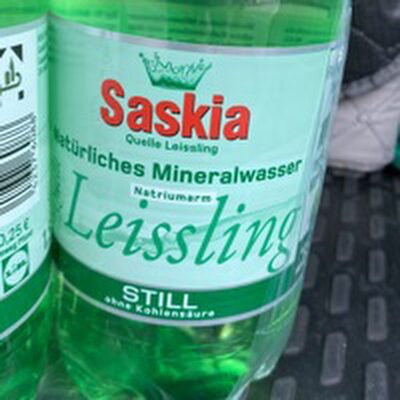 Saskia
Quelle Leissling
Natürliches Mineralwasser
Natriumarm
Leissling
STILL
ohne Kohlensäure
0,25 €